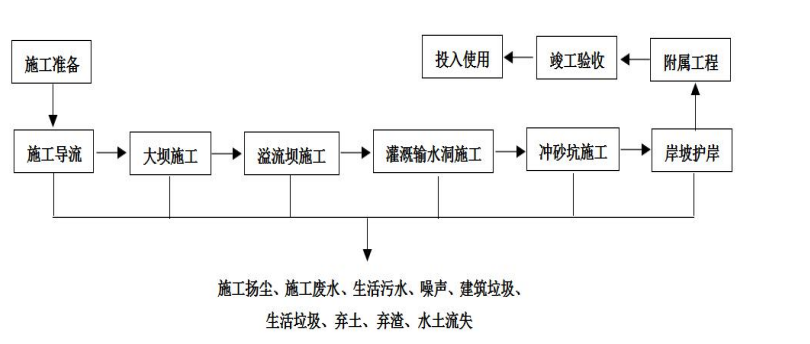 施工准备
投入使用
竣工验收
附属工程
施工导流
大坝施工
溢流坝施工
灌溉输水洞施工
冲砂坑施工
岸坡护岸
施工扬尘、施工废水、生活污水、噪声、建筑垃圾、
生活垃圾、弃土、弃渣、水土流失